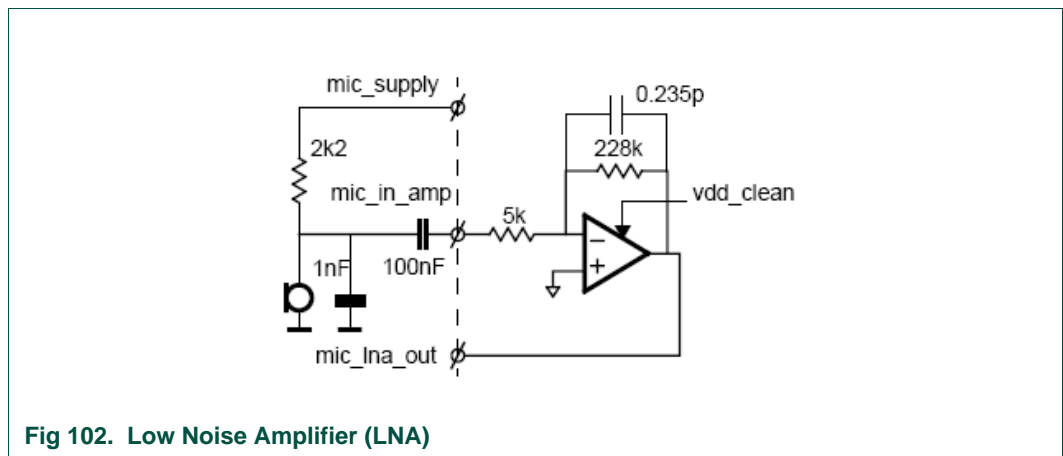 mic_supply
0.235p
2k2
228k
mic_in_amp
vdd_clean
5k
1nF
100nF
−
+
mic_lna_out
Fig 102. Low Noise Amplifier (LNA)